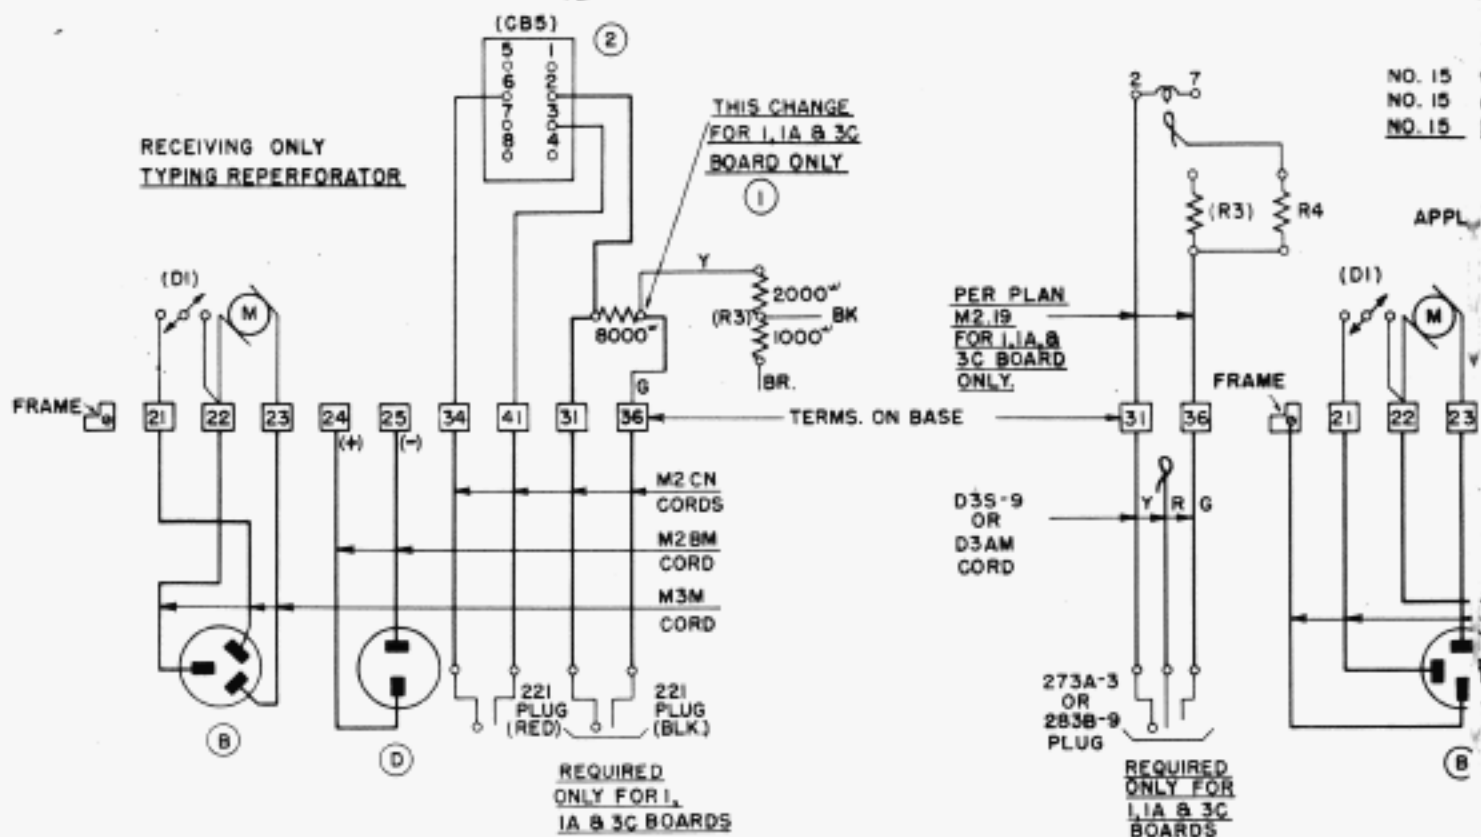 (CB5)
2
5 1
6 2
7 3
8 4
RECEIVING ONLY
TYPING REPERFORATOR
THIS CHANGE
FOR 1, 1A & 3C
BOARD ONLY
1
(D1)
M
Y
2000ω
(R3)
BK
1000ω
8000ω
BR.
G
FRAME
21
22
23
24
25
34
41
31
36
(+)
(-)
TERMS. ON BASE
M2CN
CORDS
M2BM
CORD
M3M
CORD
B
D
221
PLUG
(RED)
221
PLUG
(BLK.)
REQUIRED
ONLY FOR 1,
1A & 3C BOARDS
2 7
(R3)
R4
PER PLAN
M2.19
FOR 1,1A,&
3C BOARD
ONLY.
31
36
D3S-9
OR
D3AM
CORD
Y R G
273A-3
OR
283B-9
PLUG
REQUIRED
ONLY FOR
1,1A & 3C
BOARDS
NO. 15
NO. 15
NO. 15
APPL
(D1)
M
FRAME
21
22
23
B